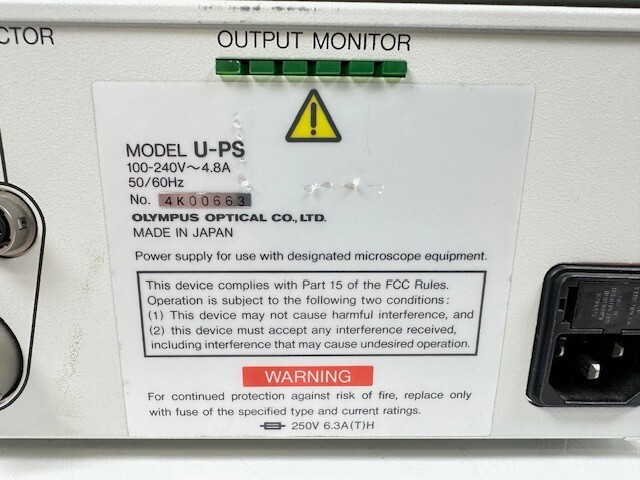 CTOR
OUTPUT MONITOR
MODEL U-PS
100-240V~4.8A
50/60Hz
No. 4K00663
OLYMPUS OPTICAL CO., LTD.
MADE IN JAPAN
Power supply for use with designated microscope equipment.
This device complies with Part 15 of the FCC Rules.
Operation is subject to the following two conditions:
(1) This device may not cause harmful interference, and
(2) this device must accept any interference received,
including interference that may cause undesired operation.
WARNING
For continued protection against risk of fire, replace only
with fuse of the specified type and current ratings.
250V 6.3A(T)H